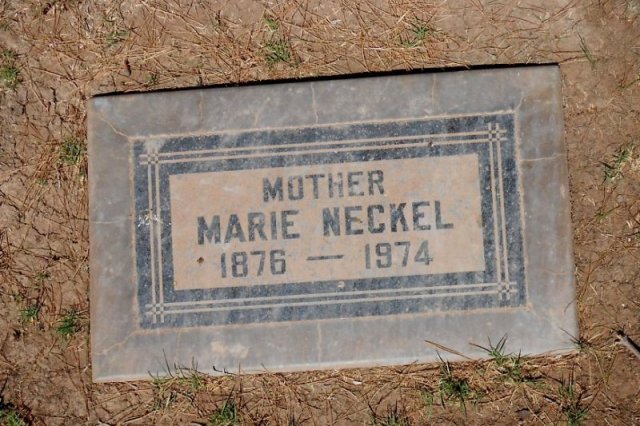 MOTHER
MARIE NECKEL
1876 — 1974